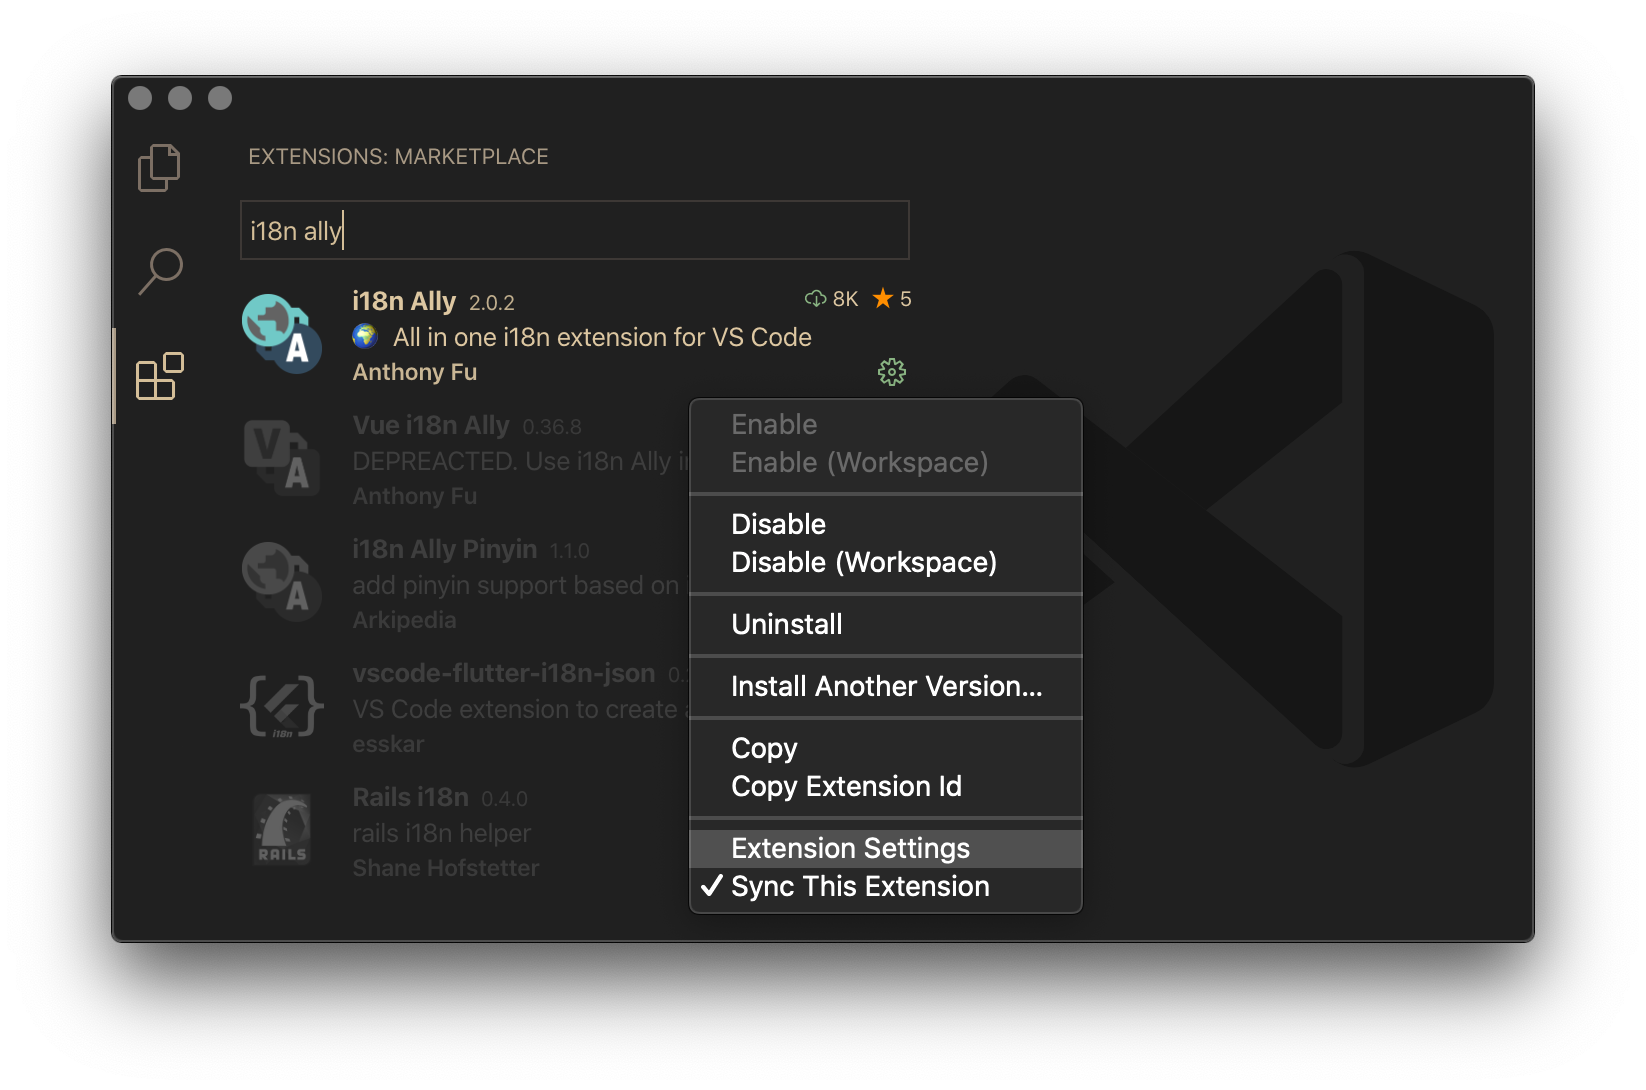 EXTENSIONS: MARKETPLACE
i18n ally
i18n Ally 2.0.2 8K 5
All in one i18n extension for VS Code
Anthony Fu
Vue i18n Ally 0.36.8
DEPREACTED. Use i18n Ally
Anthony Fu
i18n Ally Pinyin 1.1.0
add pinyin support based on
Arkipedia
vscode-flutter-i18n-json 0.
VS Code extension to create
esskar
i18n
Rails i18n 0.4.0
rails i18n helper
Shane Hofstetter
RAILS
Enable
Enable (Workspace)
Disable
Disable (Workspace)
Uninstall
Install Another Version...
Copy
Copy Extension Id
Extension Settings
Sync This Extension